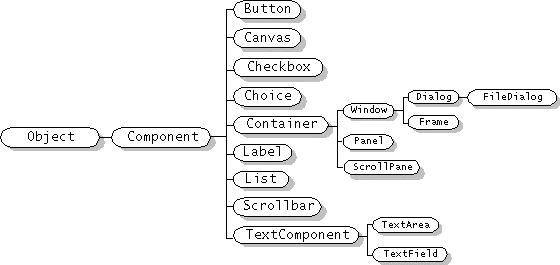 Button
Canvas
Checkbox
Choice
Object
Component
Container
Window
Dialog
FileDialog
Frame
Panel
ScrollPane
Label
List
Scrollbar
TextComponent
TextArea
TextField